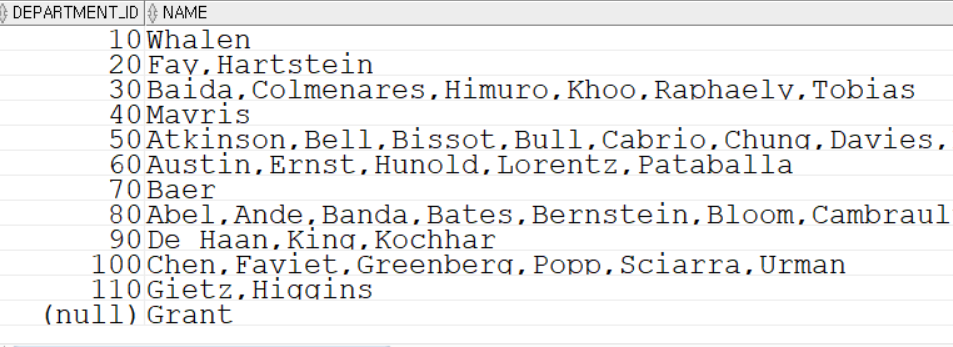 DEPARTMENT_ID NAME
10 Whalen
20 Fay,Hartstein
30 Baida,Colmenares,Himuro,Khoo,Raphaely,Tobias
40 Mavris
50 Atkinson,Bell,Bissot,Bull,Cabrio,Chung,Davies,
60 Austin,Ernst,Hunold,Lorentz,Pataballa
70 Baer
80 Abel,Ande,Banda,Bates,Bernstein,Bloom,Cambraul
90 De Haan,King,Kochhar
100 Chen,Faviet,Greenberg,Popp,Sciarra,Urman
110 Gietz,Higgins
(null) Grant